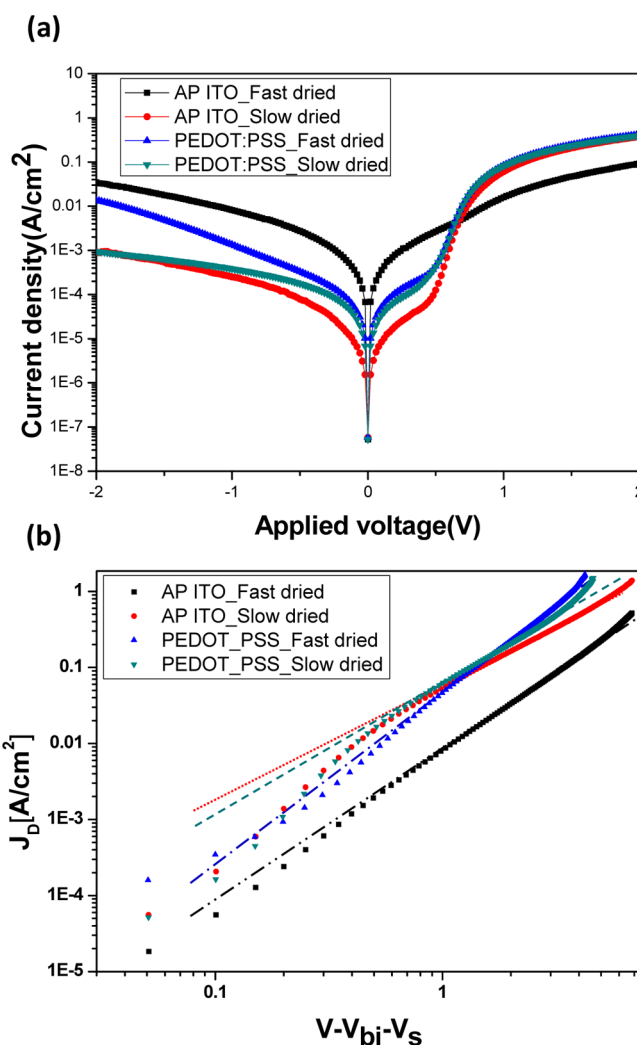 (a)
10
1
0.1
0.01
1E-3
1E-4
1E-5
1E-6
1E-7
1E-8
Current density(A/cm²)
AP ITO_Fast dried
AP ITO_Slow dried
PEDOT:PSS_Fast dried
PEDOT:PSS_Slow dried
-2
-1
0
1
2
Applied voltage(V)
(b)
1
0.1
0.01
1E-3
1E-4
1E-5
J_D[A/cm²]
AP ITO_Fast dried
AP ITO_Slow dried
PEDOT_PSS_Fast dried
PEDOT_PSS_Slow dried
0.1
1
V-V_bi-V_s